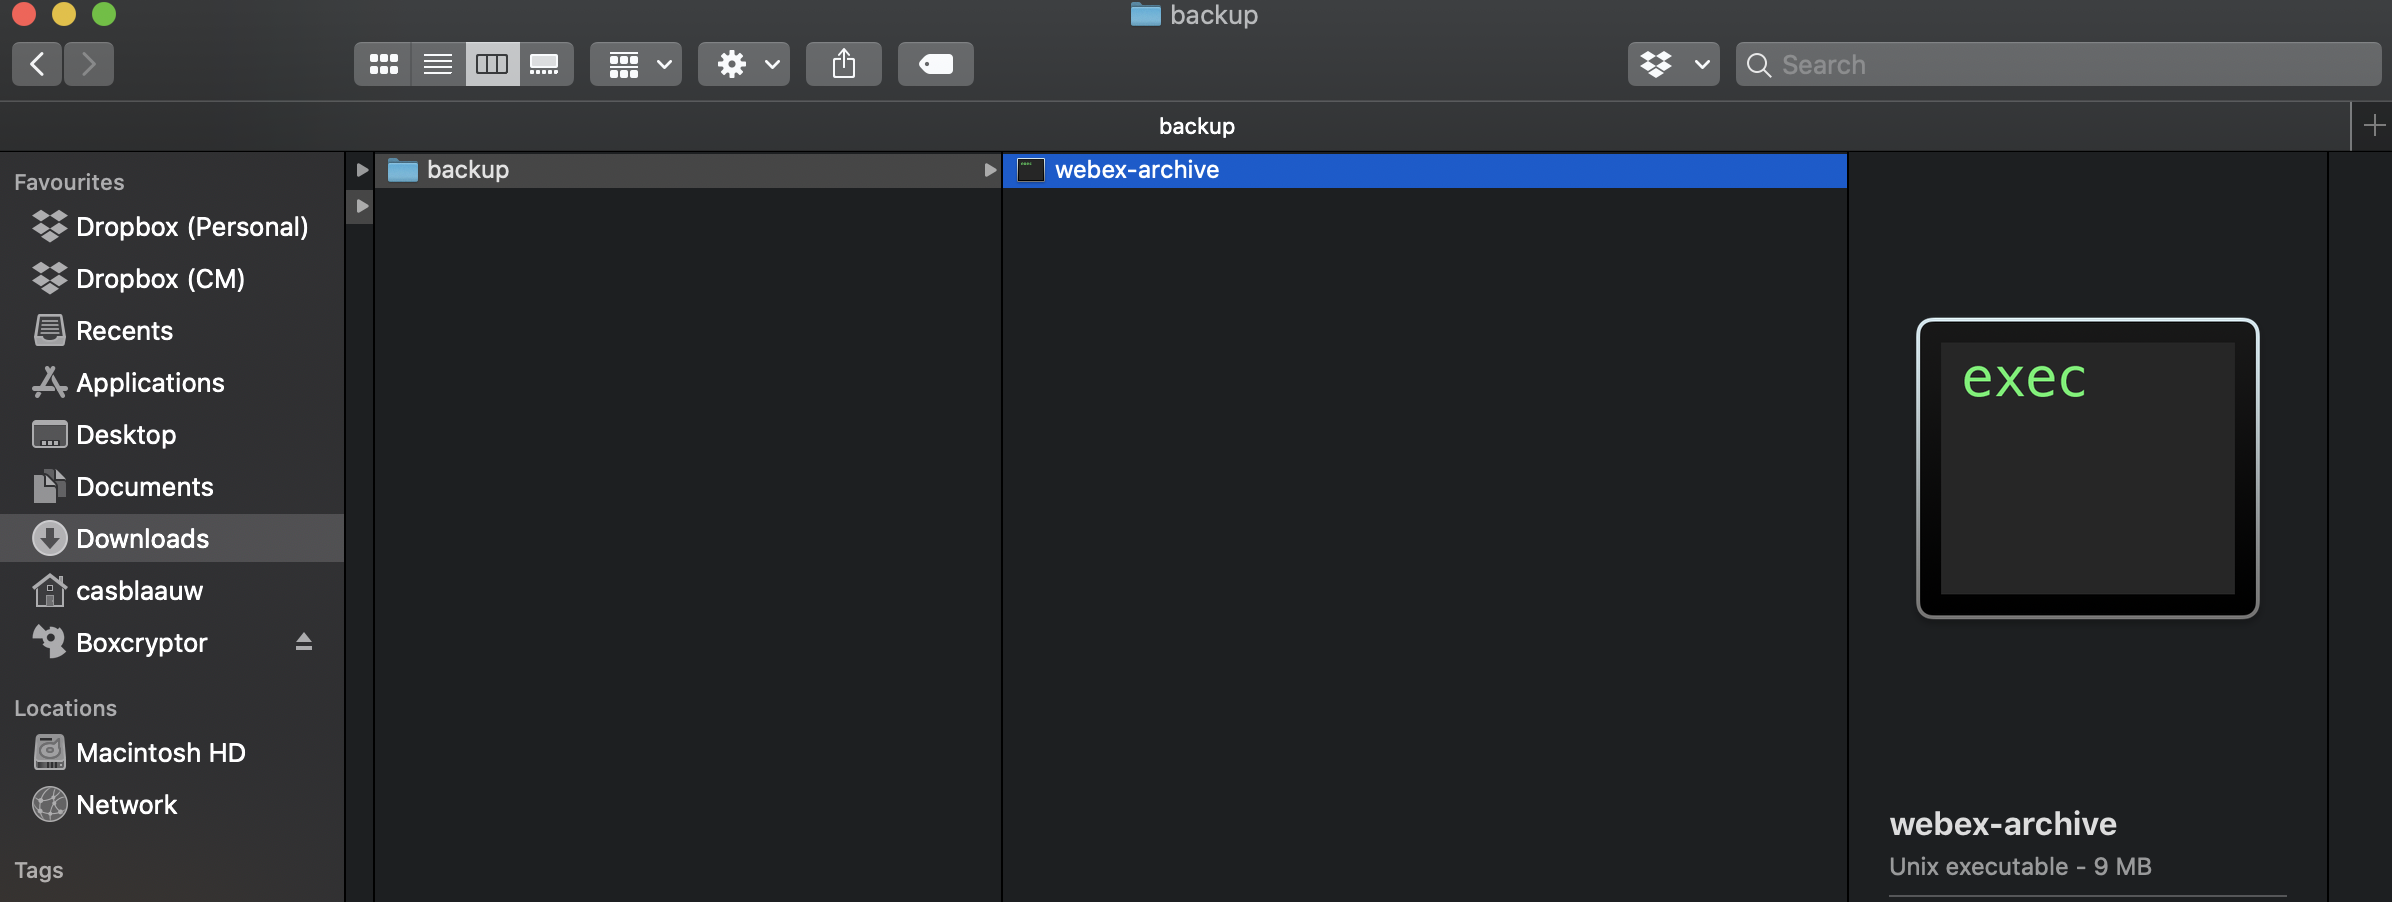 backup
Search
backup
Favourites
Dropbox (Personal)
Dropbox (CM)
Recents
Applications
Desktop
Documents
Downloads
casblaauw
Boxcryptor
Locations
Macintosh HD
Network
Tags
backup
webex-archive
exec
webex-archive
Unix executable - 9 MB